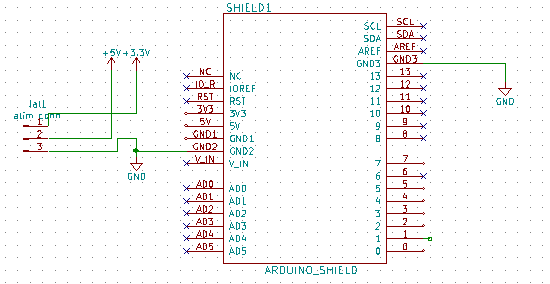 SHIELD1
+5V +3.3V
Jal1
alim conn
1
2
3
GND
NC NC
IO_R IOREF
RST RST
3V3 3V3
5V 5V
GND1 GND1
GND2 GND2
V_IN V_IN
AD0 AD0
AD1 AD1
AD2 AD2
AD3 AD3
AD4 AD4
AD5 AD5
SCL SCL
SDA SDA
AREF AREF
GND3 GND3
13 13
12 12
11 11
10 10
9 9
8 8
7 7
6 6
5 5
4 4
3 3
2 2
1 1
0 0
GND
ARDUINO_SHIELD